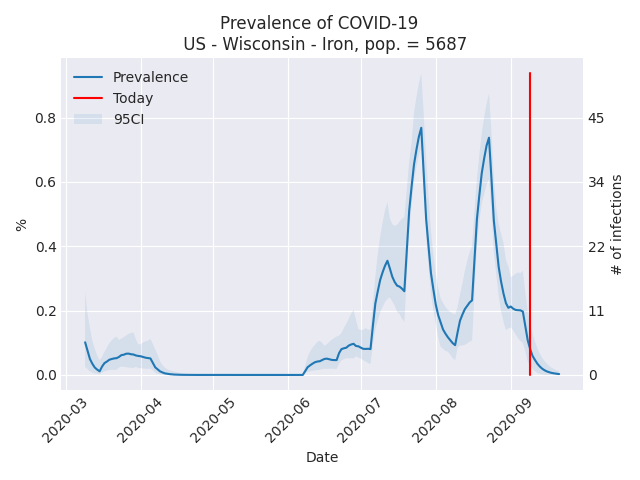 Prevalence of COVID-19
US - Wisconsin - Iron, pop. = 5687
Prevalence
Today
95CI
%
0.8
0.6
0.4
0.2
0.0
45
34
22
11
0
# of infections
2020-03
2020-04
2020-05
2020-06
2020-07
2020-08
2020-09
Date